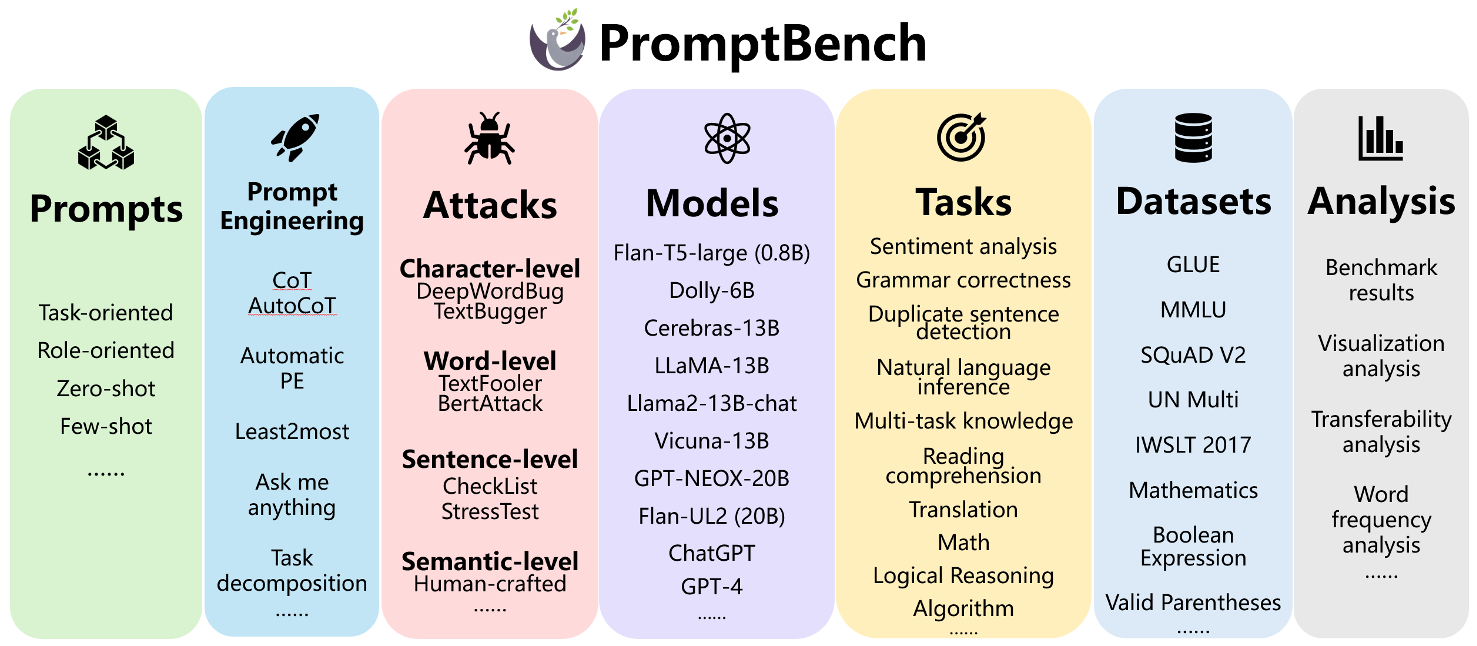 PromptBench
Prompts
Task-oriented
Role-oriented
Zero-shot
Few-shot
......
Prompt
Engineering
CoT
AutoCoT
Automatic
PE
Least2most
Ask me
anything
Task
decomposition
......
Attacks
Character-level
DeepWordBug
TextBugger
Word-level
TextFooler
BertAttack
Sentence-level
CheckList
StressTest
Semantic-level
Human-crafted
......
Models
Flan-T5-large (0.8B)
Dolly-6B
Cerebras-13B
LLaMA-13B
Llama2-13B-chat
Vicuna-13B
GPT-NEOX-20B
Flan-UL2 (20B)
ChatGPT
GPT-4
......
Tasks
Sentiment analysis
Grammar correctness
Duplicate sentence
detection
Natural language
inference
Multi-task knowledge
Reading
comprehension
Translation
Math
Logical Reasoning
Algorithm
......
Datasets
GLUE
MMLU
SQuAD V2
UN Multi
IWSLT 2017
Mathematics
Boolean
Expression
Valid Parentheses
......
Analysis
Benchmark
results
Visualization
analysis
Transferability
analysis
Word
frequency
analysis
......